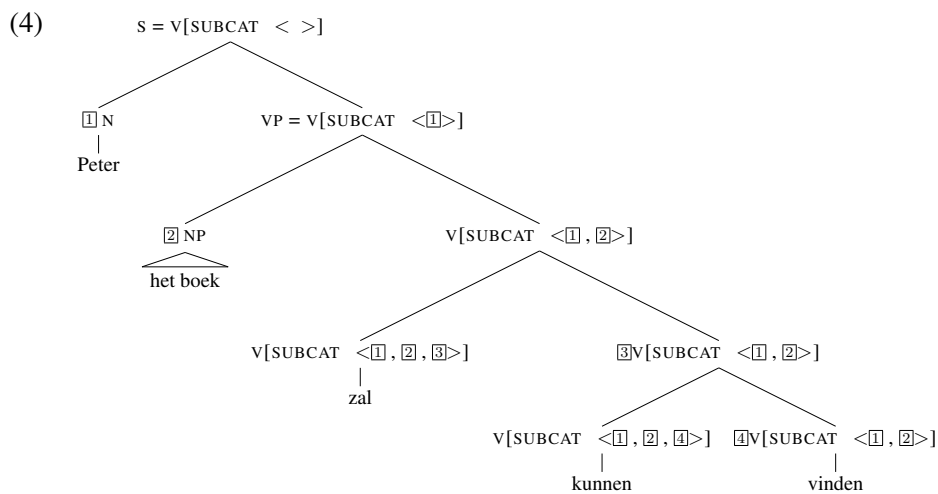 (4)
S = V[SUBCAT < >]
[1] N VP = V[SUBCAT <[1]>]
Peter
[2] NP V[SUBCAT <[1], [2]>]
het boek
V[SUBCAT <[1], [2], [3]>] [3]V[SUBCAT <[1], [2]>]
zal
V[SUBCAT <[1], [2], [4]>] [4]V[SUBCAT <[1], [2]>]
kunnen vinden